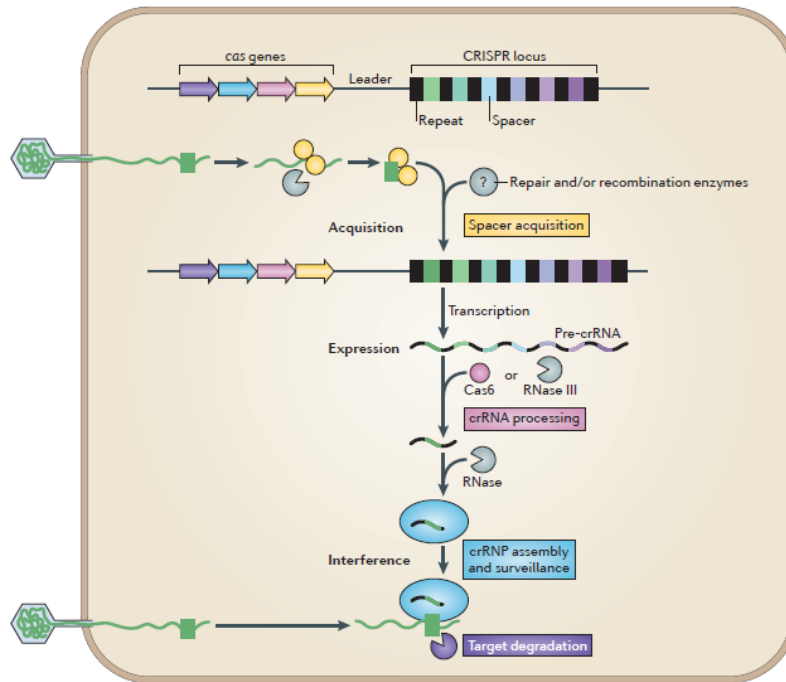 cas genes
CRISPR locus
Leader
Repeat
Spacer
?
Repair and/or recombination enzymes
Acquisition
Spacer acquisition
Transcription
Pre-crRNA
Expression
Cas6
or
RNase III
crRNA processing
RNase
Interference
crRNP assembly
and surveillance
Target degradation